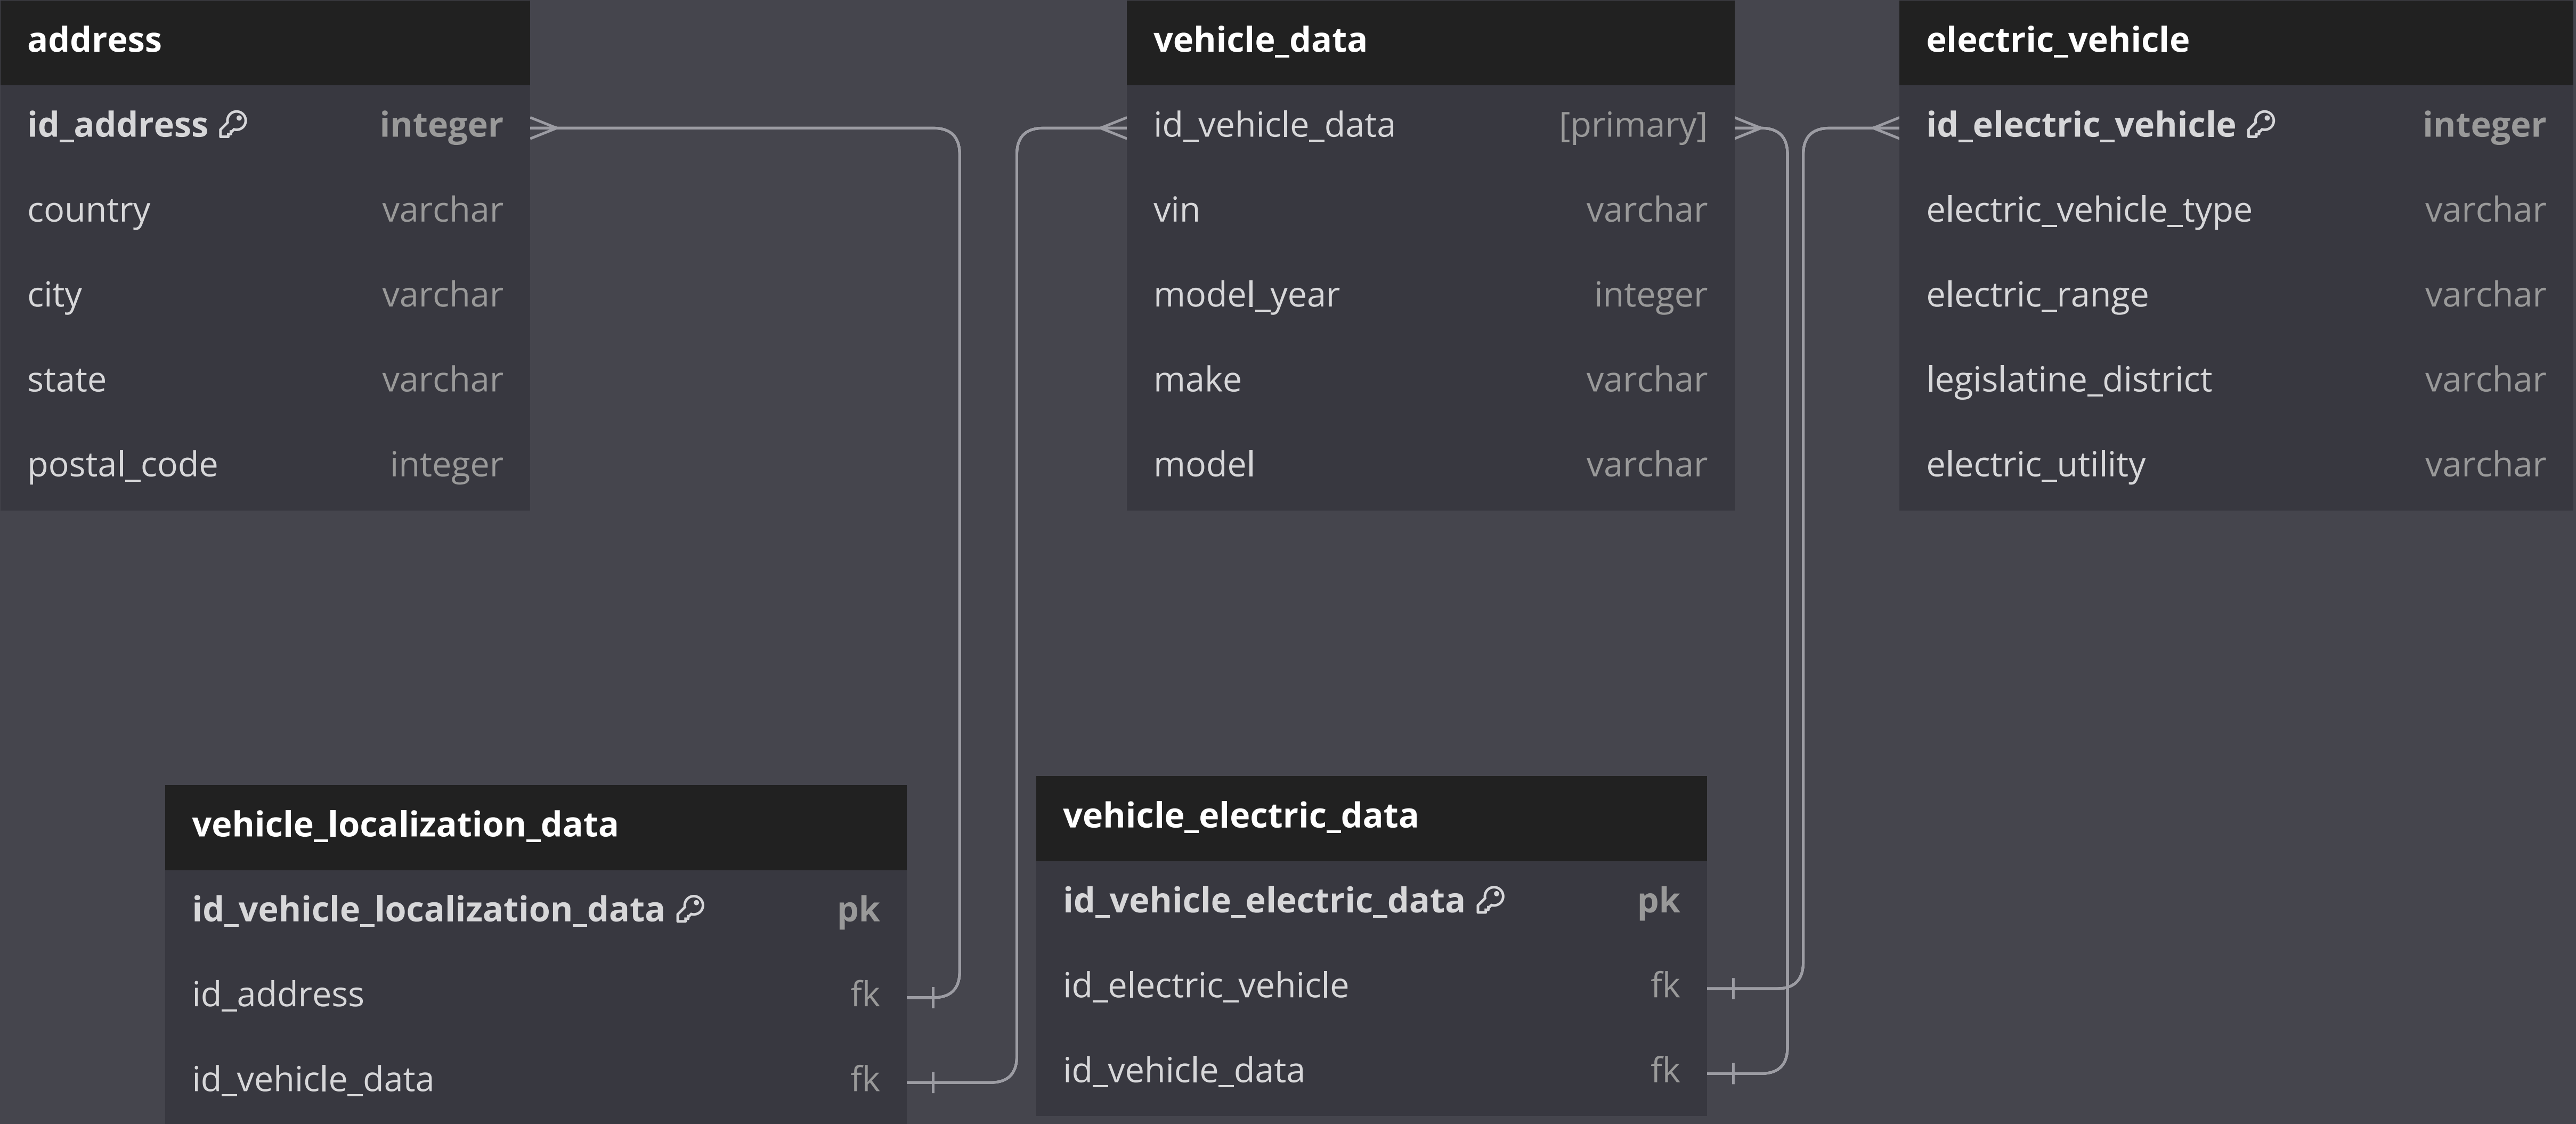 address
id_address integer
country varchar
city varchar
state varchar
postal_code integer
vehicle_data
id_vehicle_data [primary]
vin varchar
model_year integer
make varchar
model varchar
electric_vehicle
id_electric_vehicle integer
electric_vehicle_type varchar
electric_range varchar
legislatine_district varchar
electric_utility varchar
vehicle_localization_data
id_vehicle_localization_data pk
id_address fk
id_vehicle_data fk
vehicle_electric_data
id_vehicle_electric_data pk
id_electric_vehicle fk
id_vehicle_data fk